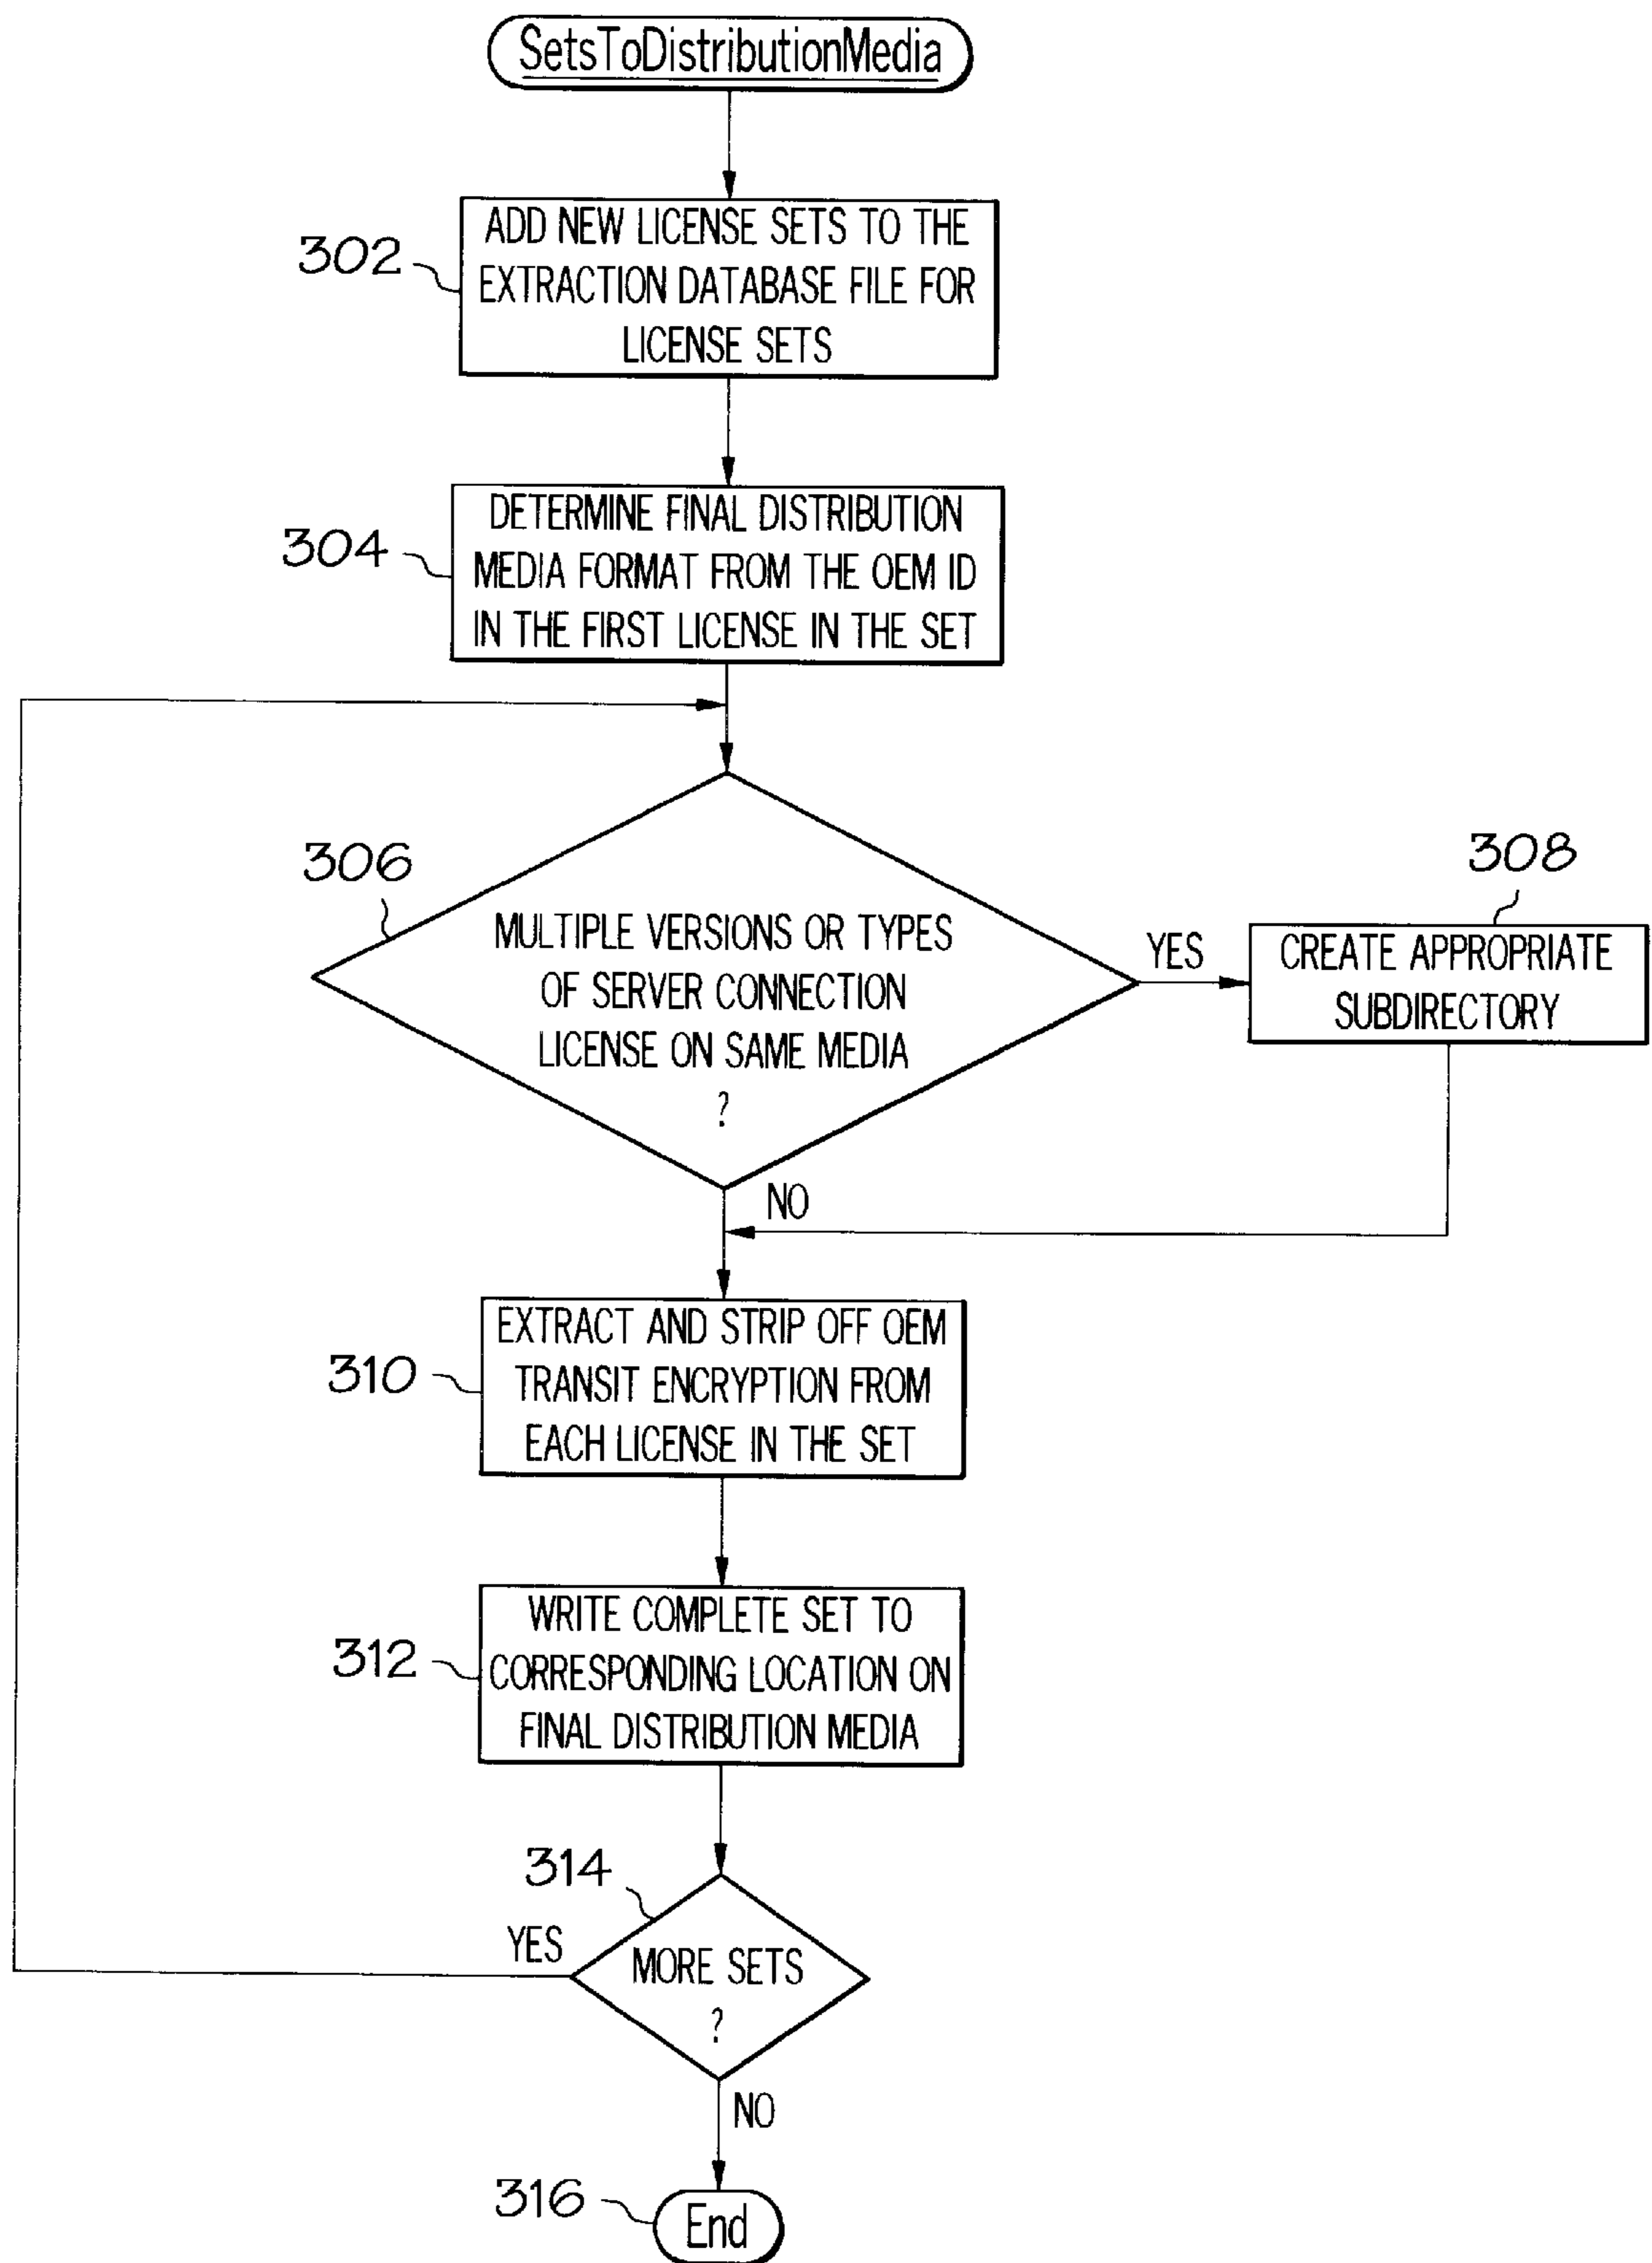 SetsToDistributionMedia
302
ADD NEW LICENSE SETS TO THE
EXTRACTION DATABASE FILE FOR
LICENSE SETS
304
DETERMINE FINAL DISTRIBUTION
MEDIA FORMAT FROM THE OEM ID
IN THE FIRST LICENSE IN THE SET
306
MULTIPLE VERSIONS OR TYPES
OF SERVER CONNECTION
LICENSE ON SAME MEDIA
?
YES
308
CREATE APPROPRIATE
SUBDIRECTORY
NO
310
EXTRACT AND STRIP OFF OEM
TRANSIT ENCRYPTION FROM
EACH LICENSE IN THE SET
312
WRITE COMPLETE SET TO
CORRESPONDING LOCATION ON
FINAL DISTRIBUTION MEDIA
314
YES
MORE SETS
?
NO
316
End